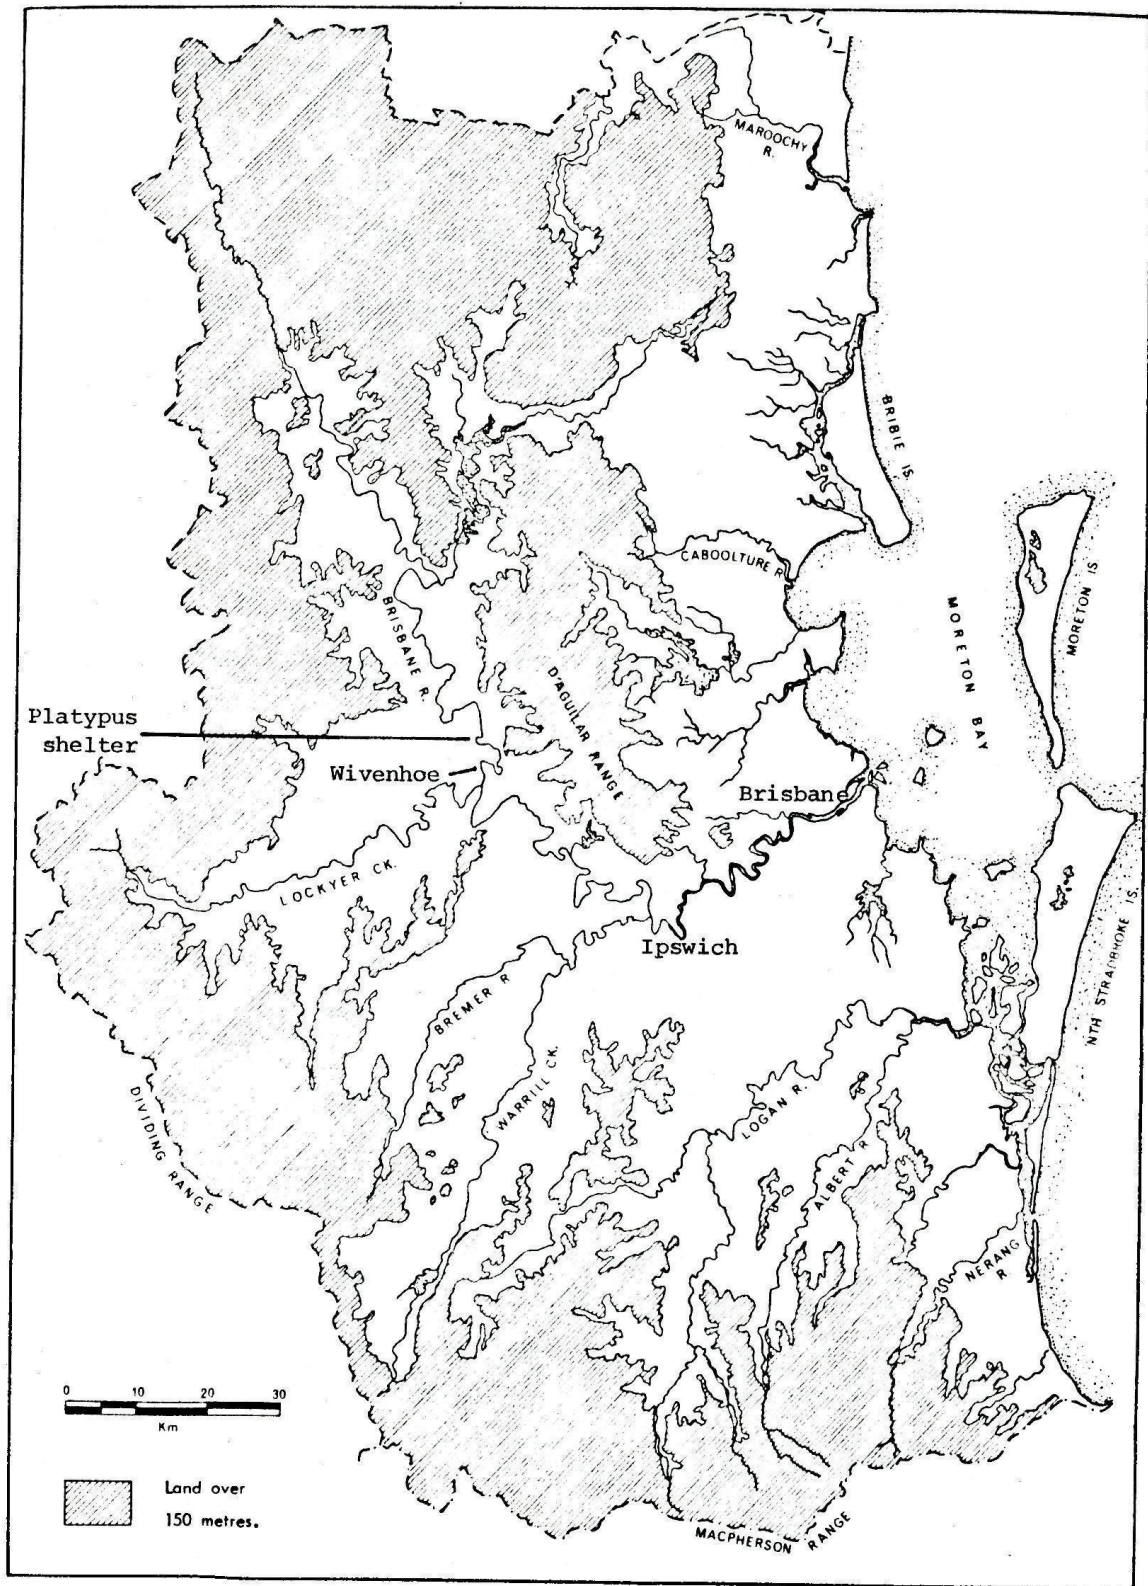 MAROOCHY
R.
BRIBIE IS.
MORETON IS
CABOOLTURE R
MORETON BAY
BRISBANE R.
D'AGUILAR RANGE
Platypus
shelter
Wivenhoe
Brisbane
LOCKYER CK.
Ipswich
NTH STRADBROKE IS.
BREMER R
WARRILL CK.
LOGAN R.
ALBERT R
DIVIDING RANGE
NERANG
R
0 10 20 30
Km
Land over
150 metres.
MACPHERSON RANGE